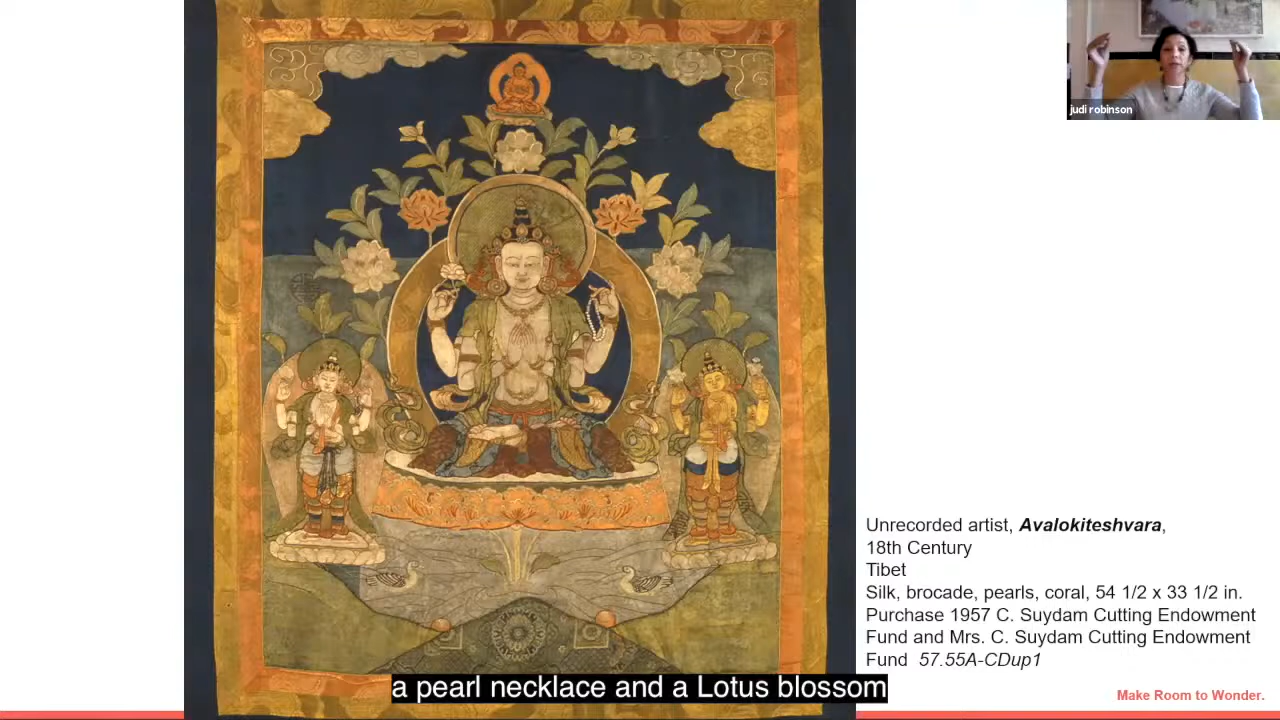 judi robinson
Unrecorded artist, Avalokiteshvara,
18th Century
Tibet
Silk, brocade, pearls, coral, 54 1/2 x 33 1/2 in.
Purchase 1957 C. Suydam Cutting Endowment
Fund and Mrs. C. Suydam Cutting Endowment
Fund 57.55A-CDup1
a pearl necklace and a Lotus blossom
Make Room to Wonder.